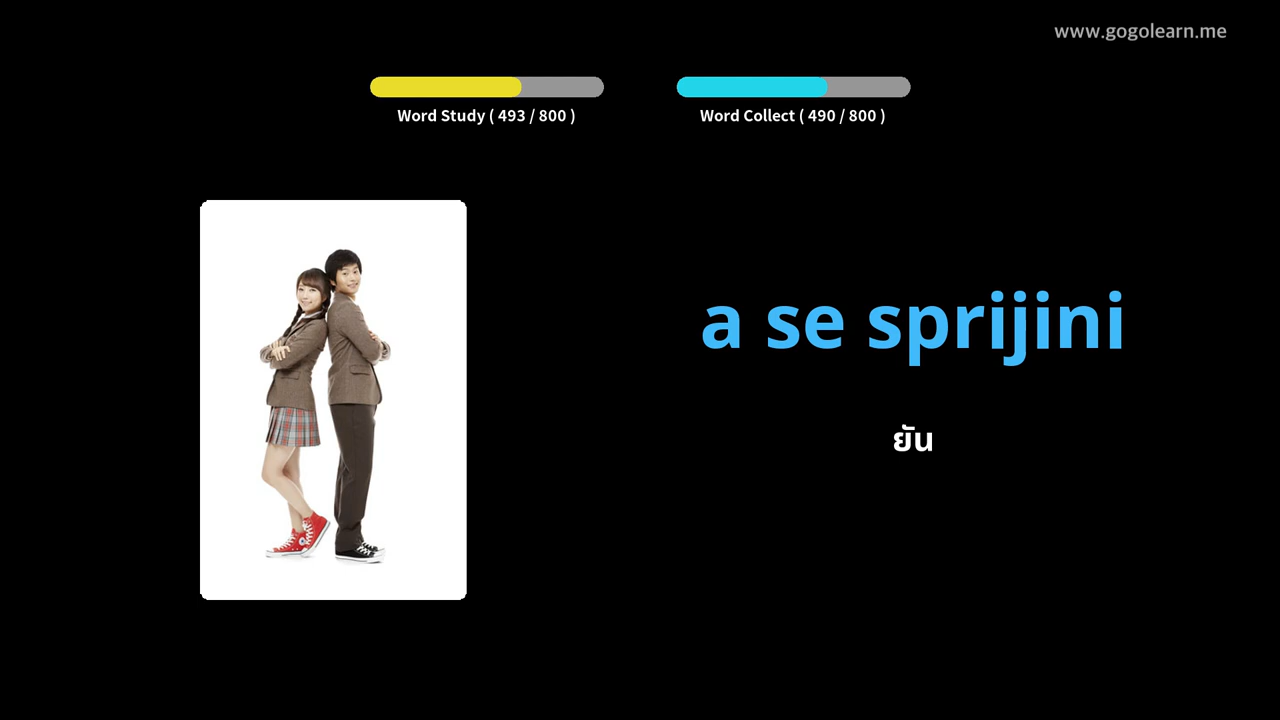 www.gogolearn.me
Word Study ( 493 / 800 )
Word Collect ( 490 / 800 )
a se sprijini
ยัน